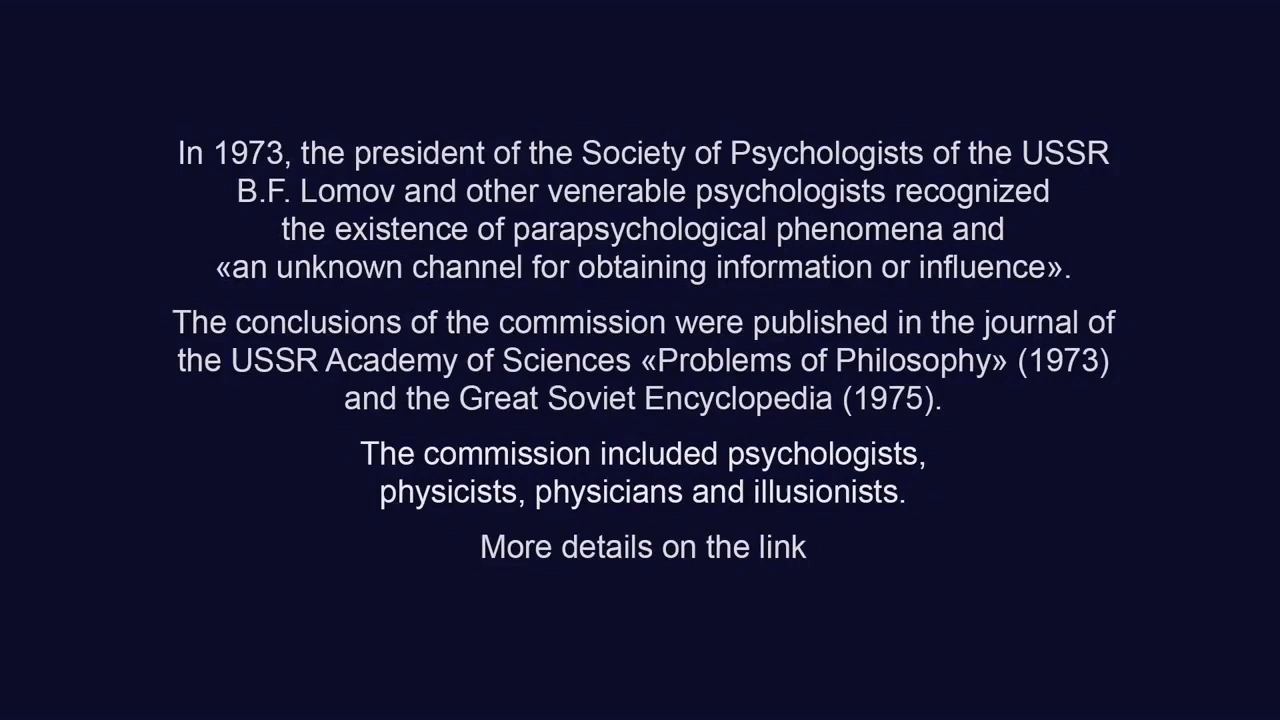 In 1973, the president of the Society of Psychologists of the USSR
B.F. Lomov and other venerable psychologists recognized
the existence of parapsychological phenomena and
«an unknown channel for obtaining information or influence».
The conclusions of the commission were published in the journal of
the USSR Academy of Sciences «Problems of Philosophy» (1973)
and the Great Soviet Encyclopedia (1975).
The commission included psychologists,
physicists, physicians and illusionists.
More details on the link